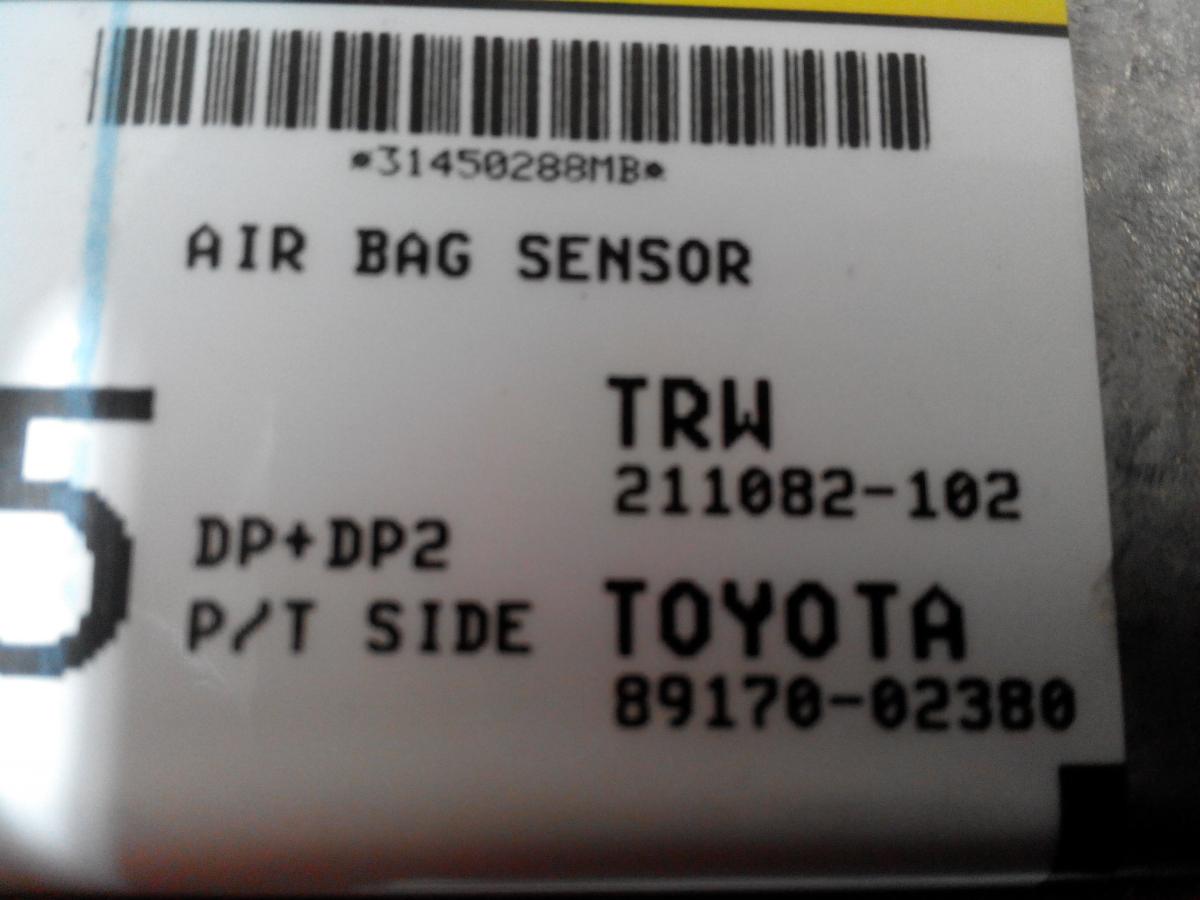 *31450288MB*
AIR BAG SENSOR
TRW
211082-102
5
DP+DP2
P/T SIDE
TOYOTA
89170-02380